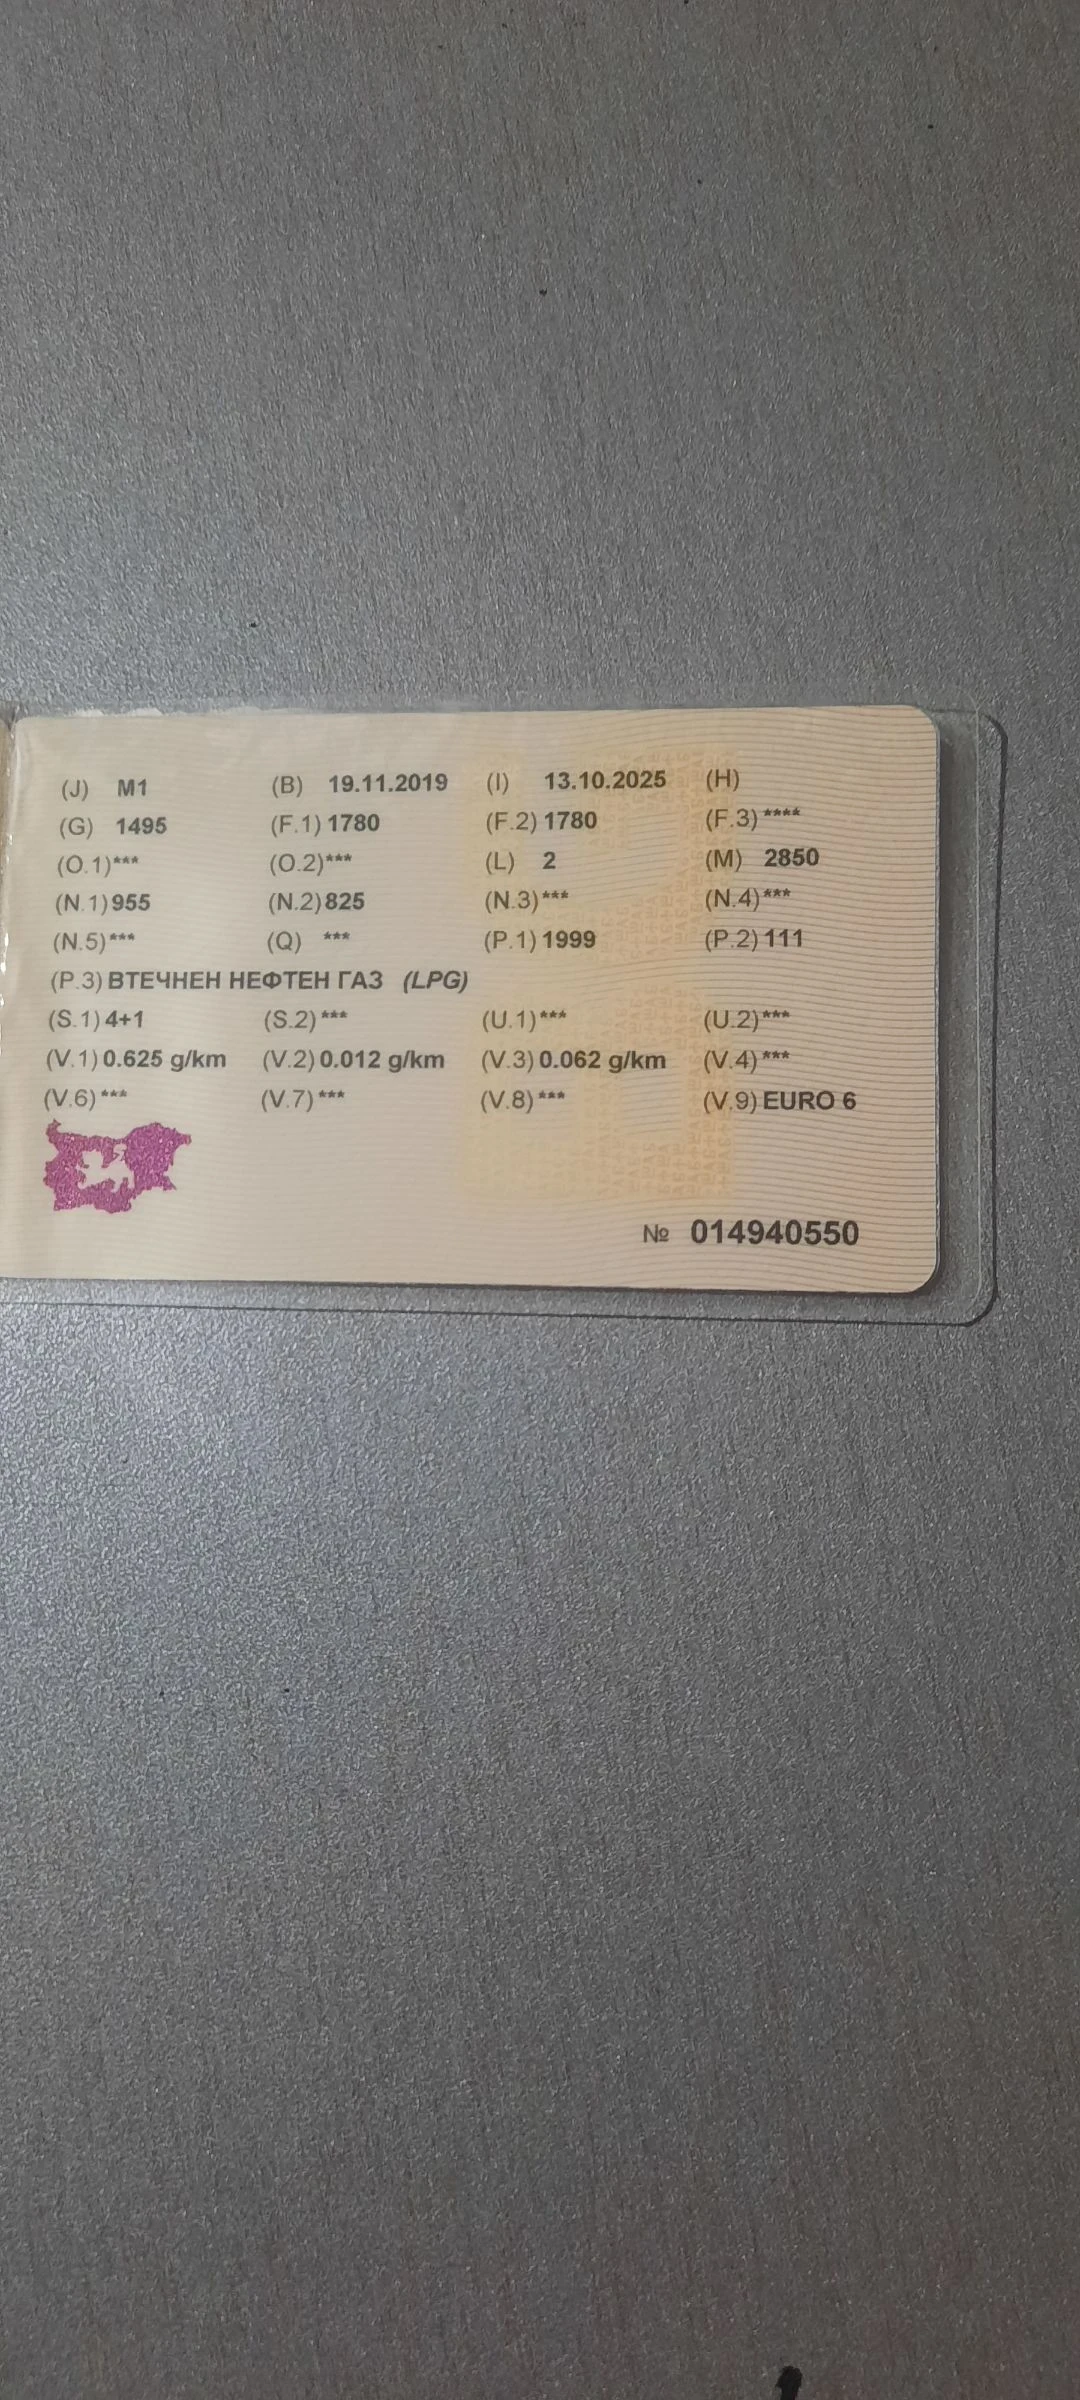 (J) M1 (B) 19.11.2019 (I) 13.10.2025 (H)
(G) 1495 (F.1) 1780 (F.2) 1780 (F.3) ****
(O.1) *** (O.2) *** (L) 2 (M) 2850
(N.1) 955 (N.2) 825 (N.3) *** (N.4) ***
(N.5) *** (Q) *** (P.1) 1999 (P.2) 111
(P.3) ВТЕЧНЕН НЕФТЕН ГАЗ (LPG)
(S.1) 4+1 (S.2) *** (U.1) *** (U.2) ***
(V.1) 0.625 g/km (V.2) 0.012 g/km (V.3) 0.062 g/km (V.4) ***
(V.6) *** (V.7) *** (V.8) *** (V.9) EURO 6
№ 014940550